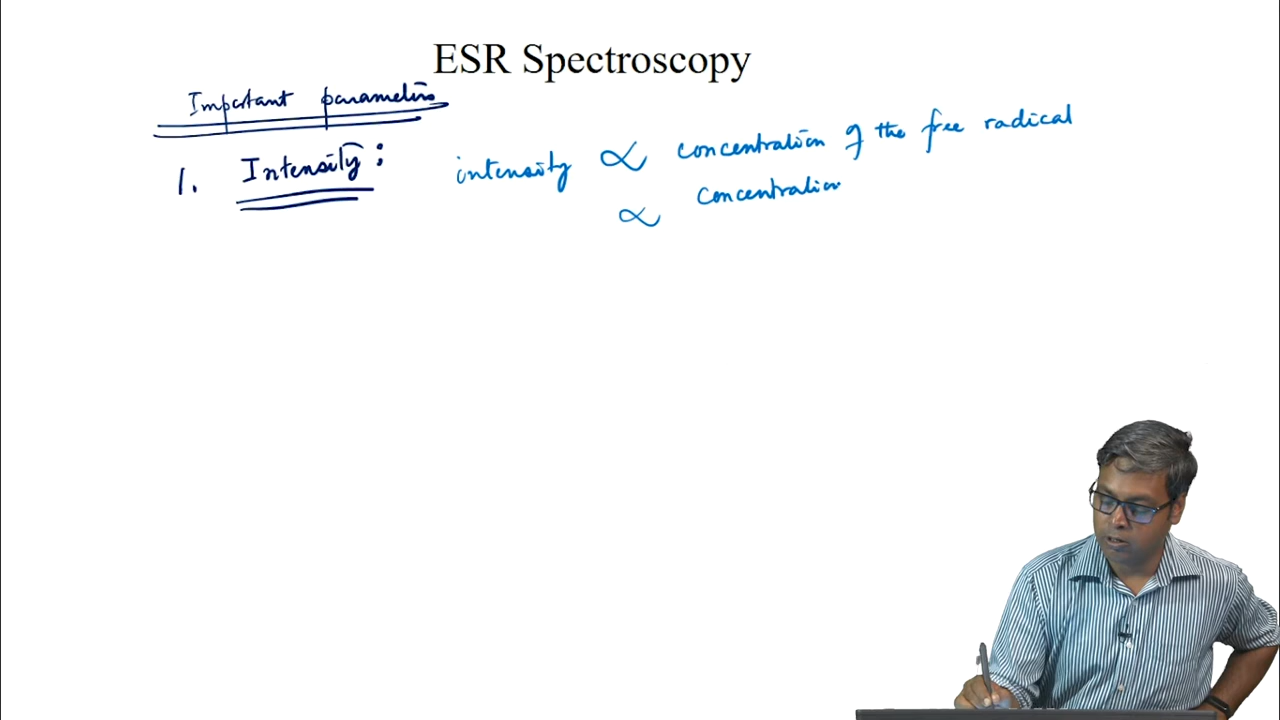 ESR Spectroscopy
Important parameters
1. Intensity : intensity ∝ concentration of the free radical
∝ concentration